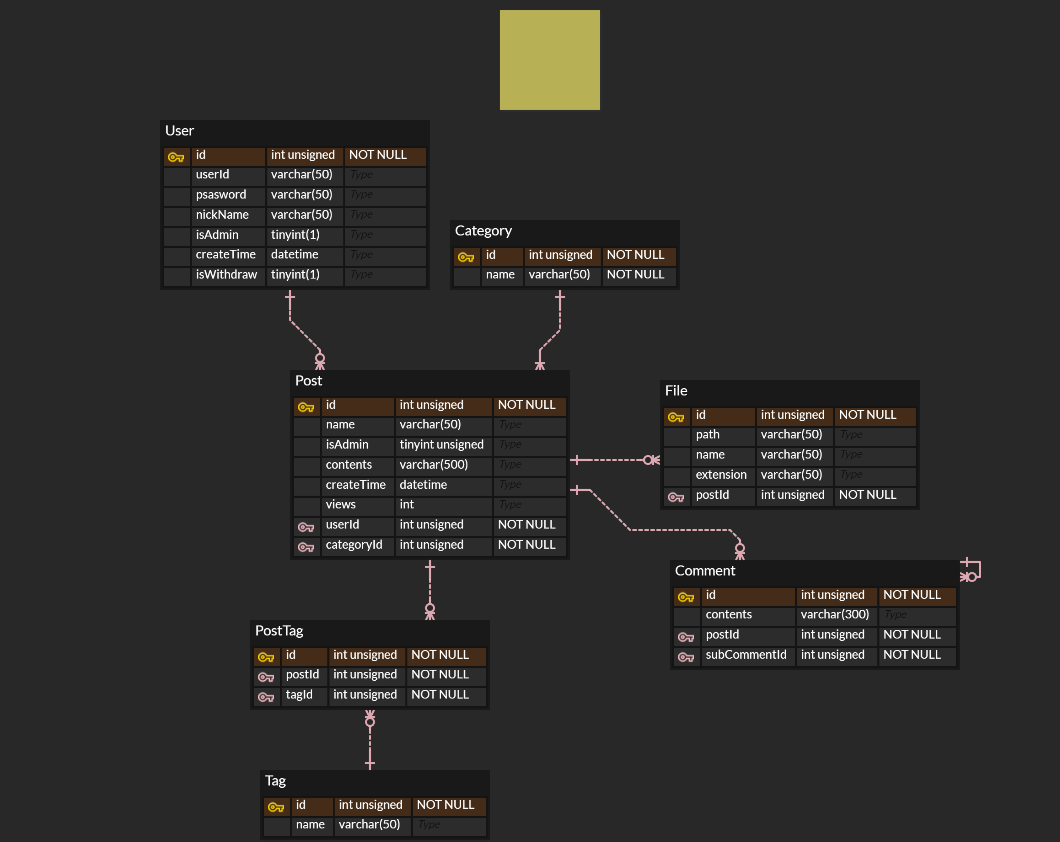 User
id int unsigned NOT NULL
userId varchar(50) Type
psasword varchar(50) Type
nickName varchar(50) Type
isAdmin tinyint(1) Type
createTime datetime Type
isWithdraw tinyint(1) Type
Category
id int unsigned NOT NULL
name varchar(50) NOT NULL
Post
id int unsigned NOT NULL
name varchar(50) Type
isAdmin tinyint unsigned Type
contents varchar(500) Type
createTime datetime Type
views int Type
userId int unsigned NOT NULL
categoryId int unsigned NOT NULL
File
id int unsigned NOT NULL
path varchar(50) Type
name varchar(50) Type
extension varchar(50) Type
postId int unsigned NOT NULL
Comment
id int unsigned NOT NULL
contents varchar(300) Type
postId int unsigned NOT NULL
subCommentId int unsigned NOT NULL
PostTag
id int unsigned NOT NULL
postId int unsigned NOT NULL
tagId int unsigned NOT NULL
Tag
id int unsigned NOT NULL
name varchar(50) Type